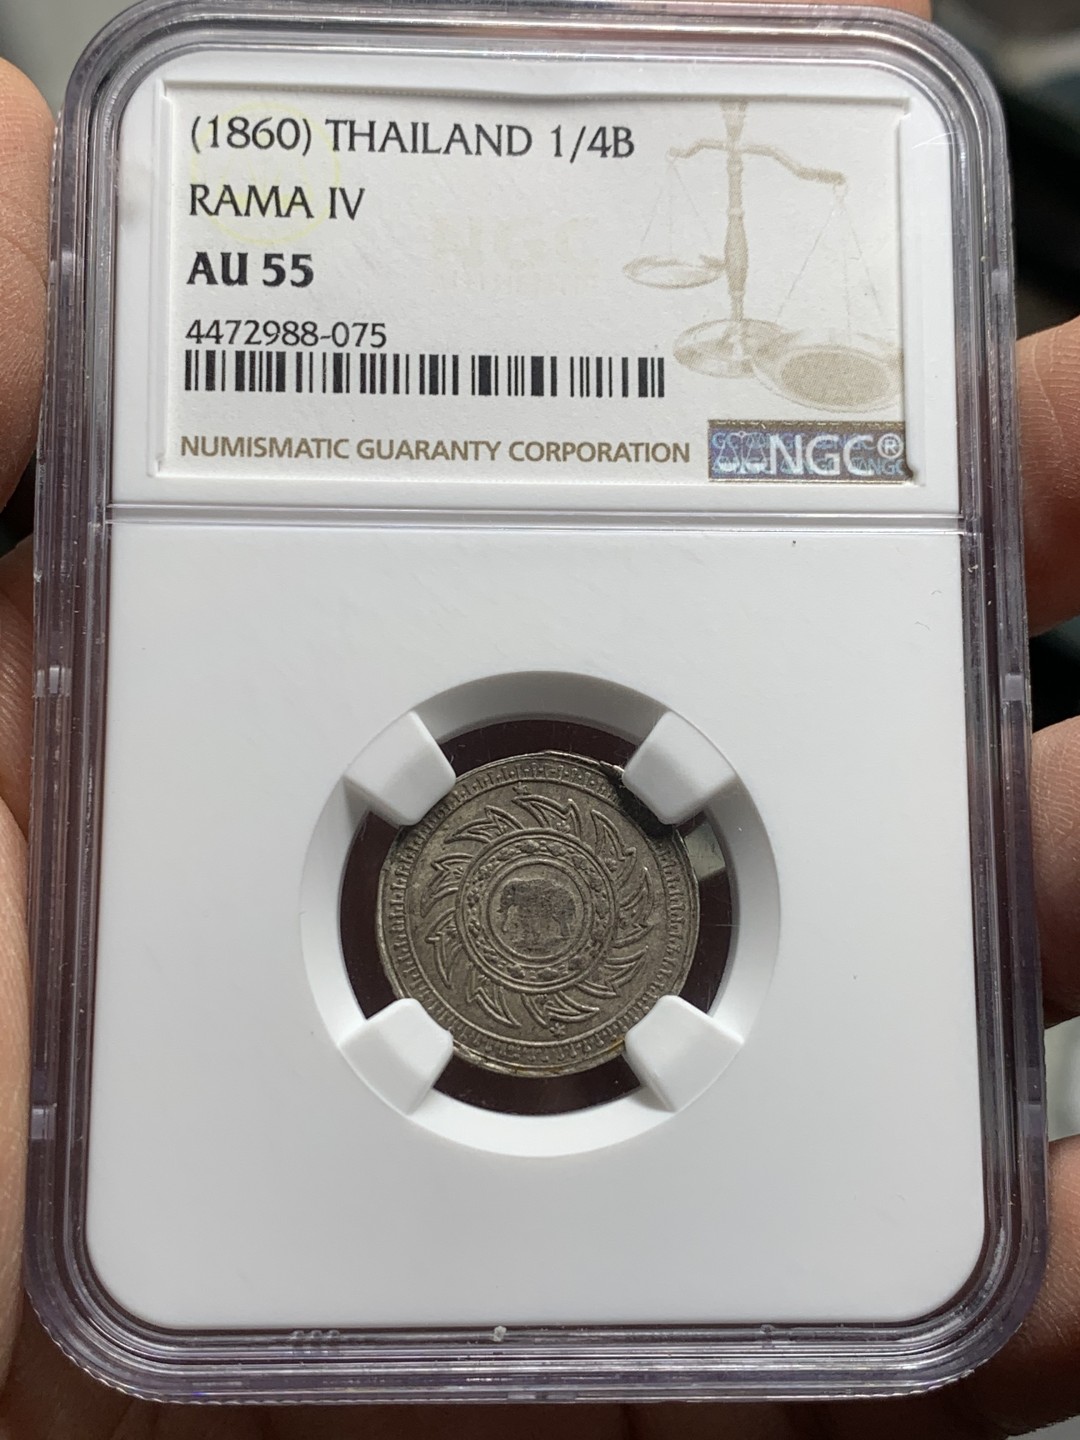 (1860) THAILAND 1/4B
RAMA IV
AU 55
4472988-075
NUMISMATIC GUARANTY CORPORATION
NGC®